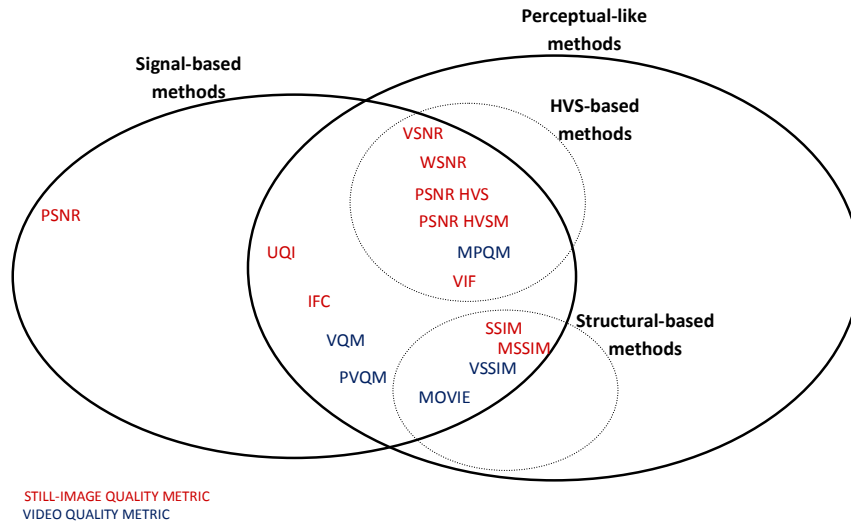 Perceptual-like
methods
Signal-based
methods
HVS-based
methods
VSNR
WSNR
PSNR HVS
PSNR
PSNR HVSM
UQI
MPQM
VIF
IFC
Structural-based
methods
SSIM
VQM
MSSIM
VSSIM
PVQM
MOVIE
STILL-IMAGE QUALITY METRIC
VIDEO QUALITY METRIC